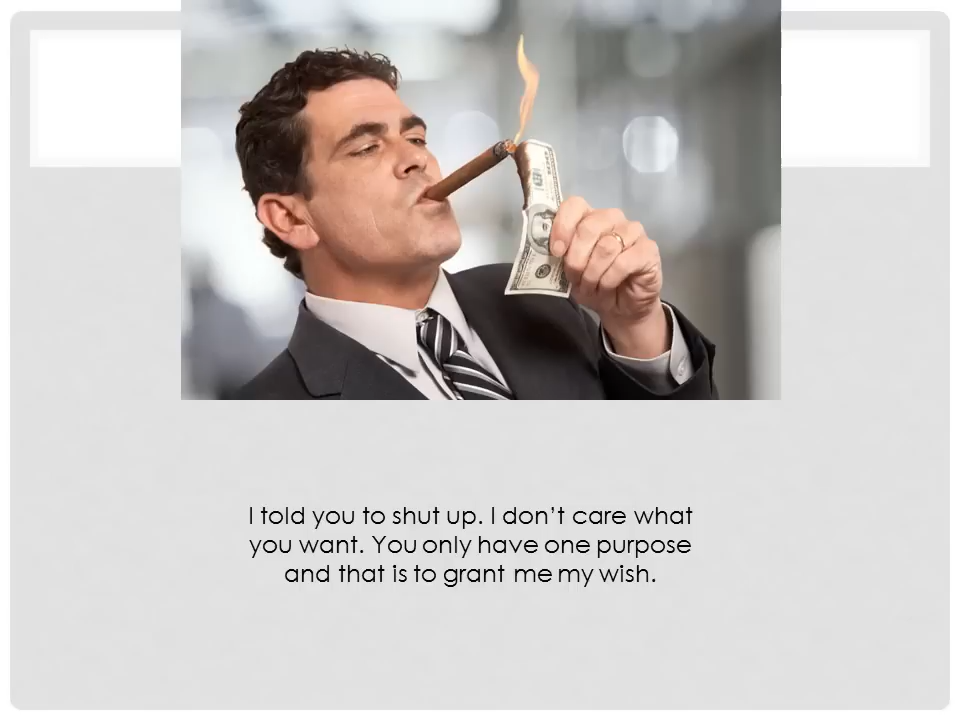 I told you to shut up. I don’t care what
you want. You only have one purpose
and that is to grant me my wish.